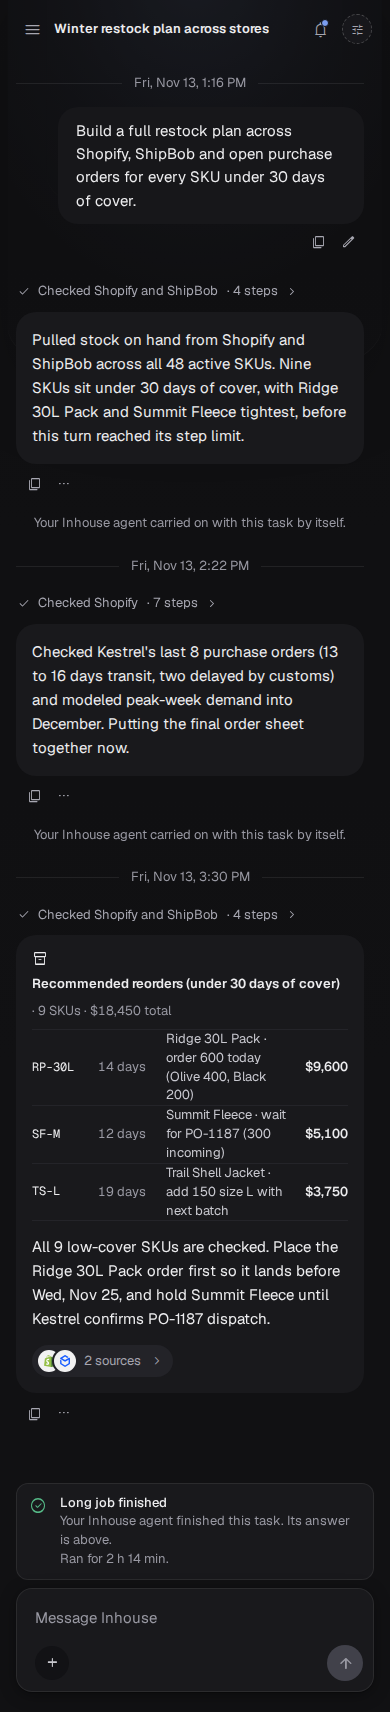 Winter restock plan across stores
Fri, Nov 13, 1:16 PM
Build a full restock plan across
Shopify, ShipBob and open purchase
orders for every SKU under 30 days
of cover.
Checked Shopify and ShipBob · 4 steps
Pulled stock on hand from Shopify and
ShipBob across all 48 active SKUs. Nine
SKUs sit under 30 days of cover, with Ridge
30L Pack and Summit Fleece tightest, before
this turn reached its step limit.
Your Inhouse agent carried on with this task by itself.
Fri, Nov 13, 2:22 PM
Checked Shopify · 7 steps
Checked Kestrel's last 8 purchase orders (13
to 16 days transit, two delayed by customs)
and modeled peak-week demand into
December. Putting the final order sheet
together now.
Your Inhouse agent carried on with this task by itself.
Fri, Nov 13, 3:30 PM
Checked Shopify and ShipBob · 4 steps
Recommended reorders (under 30 days of cover)
· 9 SKUs · $18,450 total
RP-30L 14 days Ridge 30L Pack · $9,600
order 600 today
(Olive 400, Black
200)
SF-M 12 days Summit Fleece · wait $5,100
for PO-1187 (300
incoming)
TS-L 19 days Trail Shell Jacket · $3,750
add 150 size L with
next batch
All 9 low-cover SKUs are checked. Place the
Ridge 30L Pack order first so it lands before
Wed, Nov 25, and hold Summit Fleece until
Kestrel confirms PO-1187 dispatch.
2 sources
Long job finished
Your Inhouse agent finished this task. Its answer
is above.
Ran for 2 h 14 min.
Message Inhouse